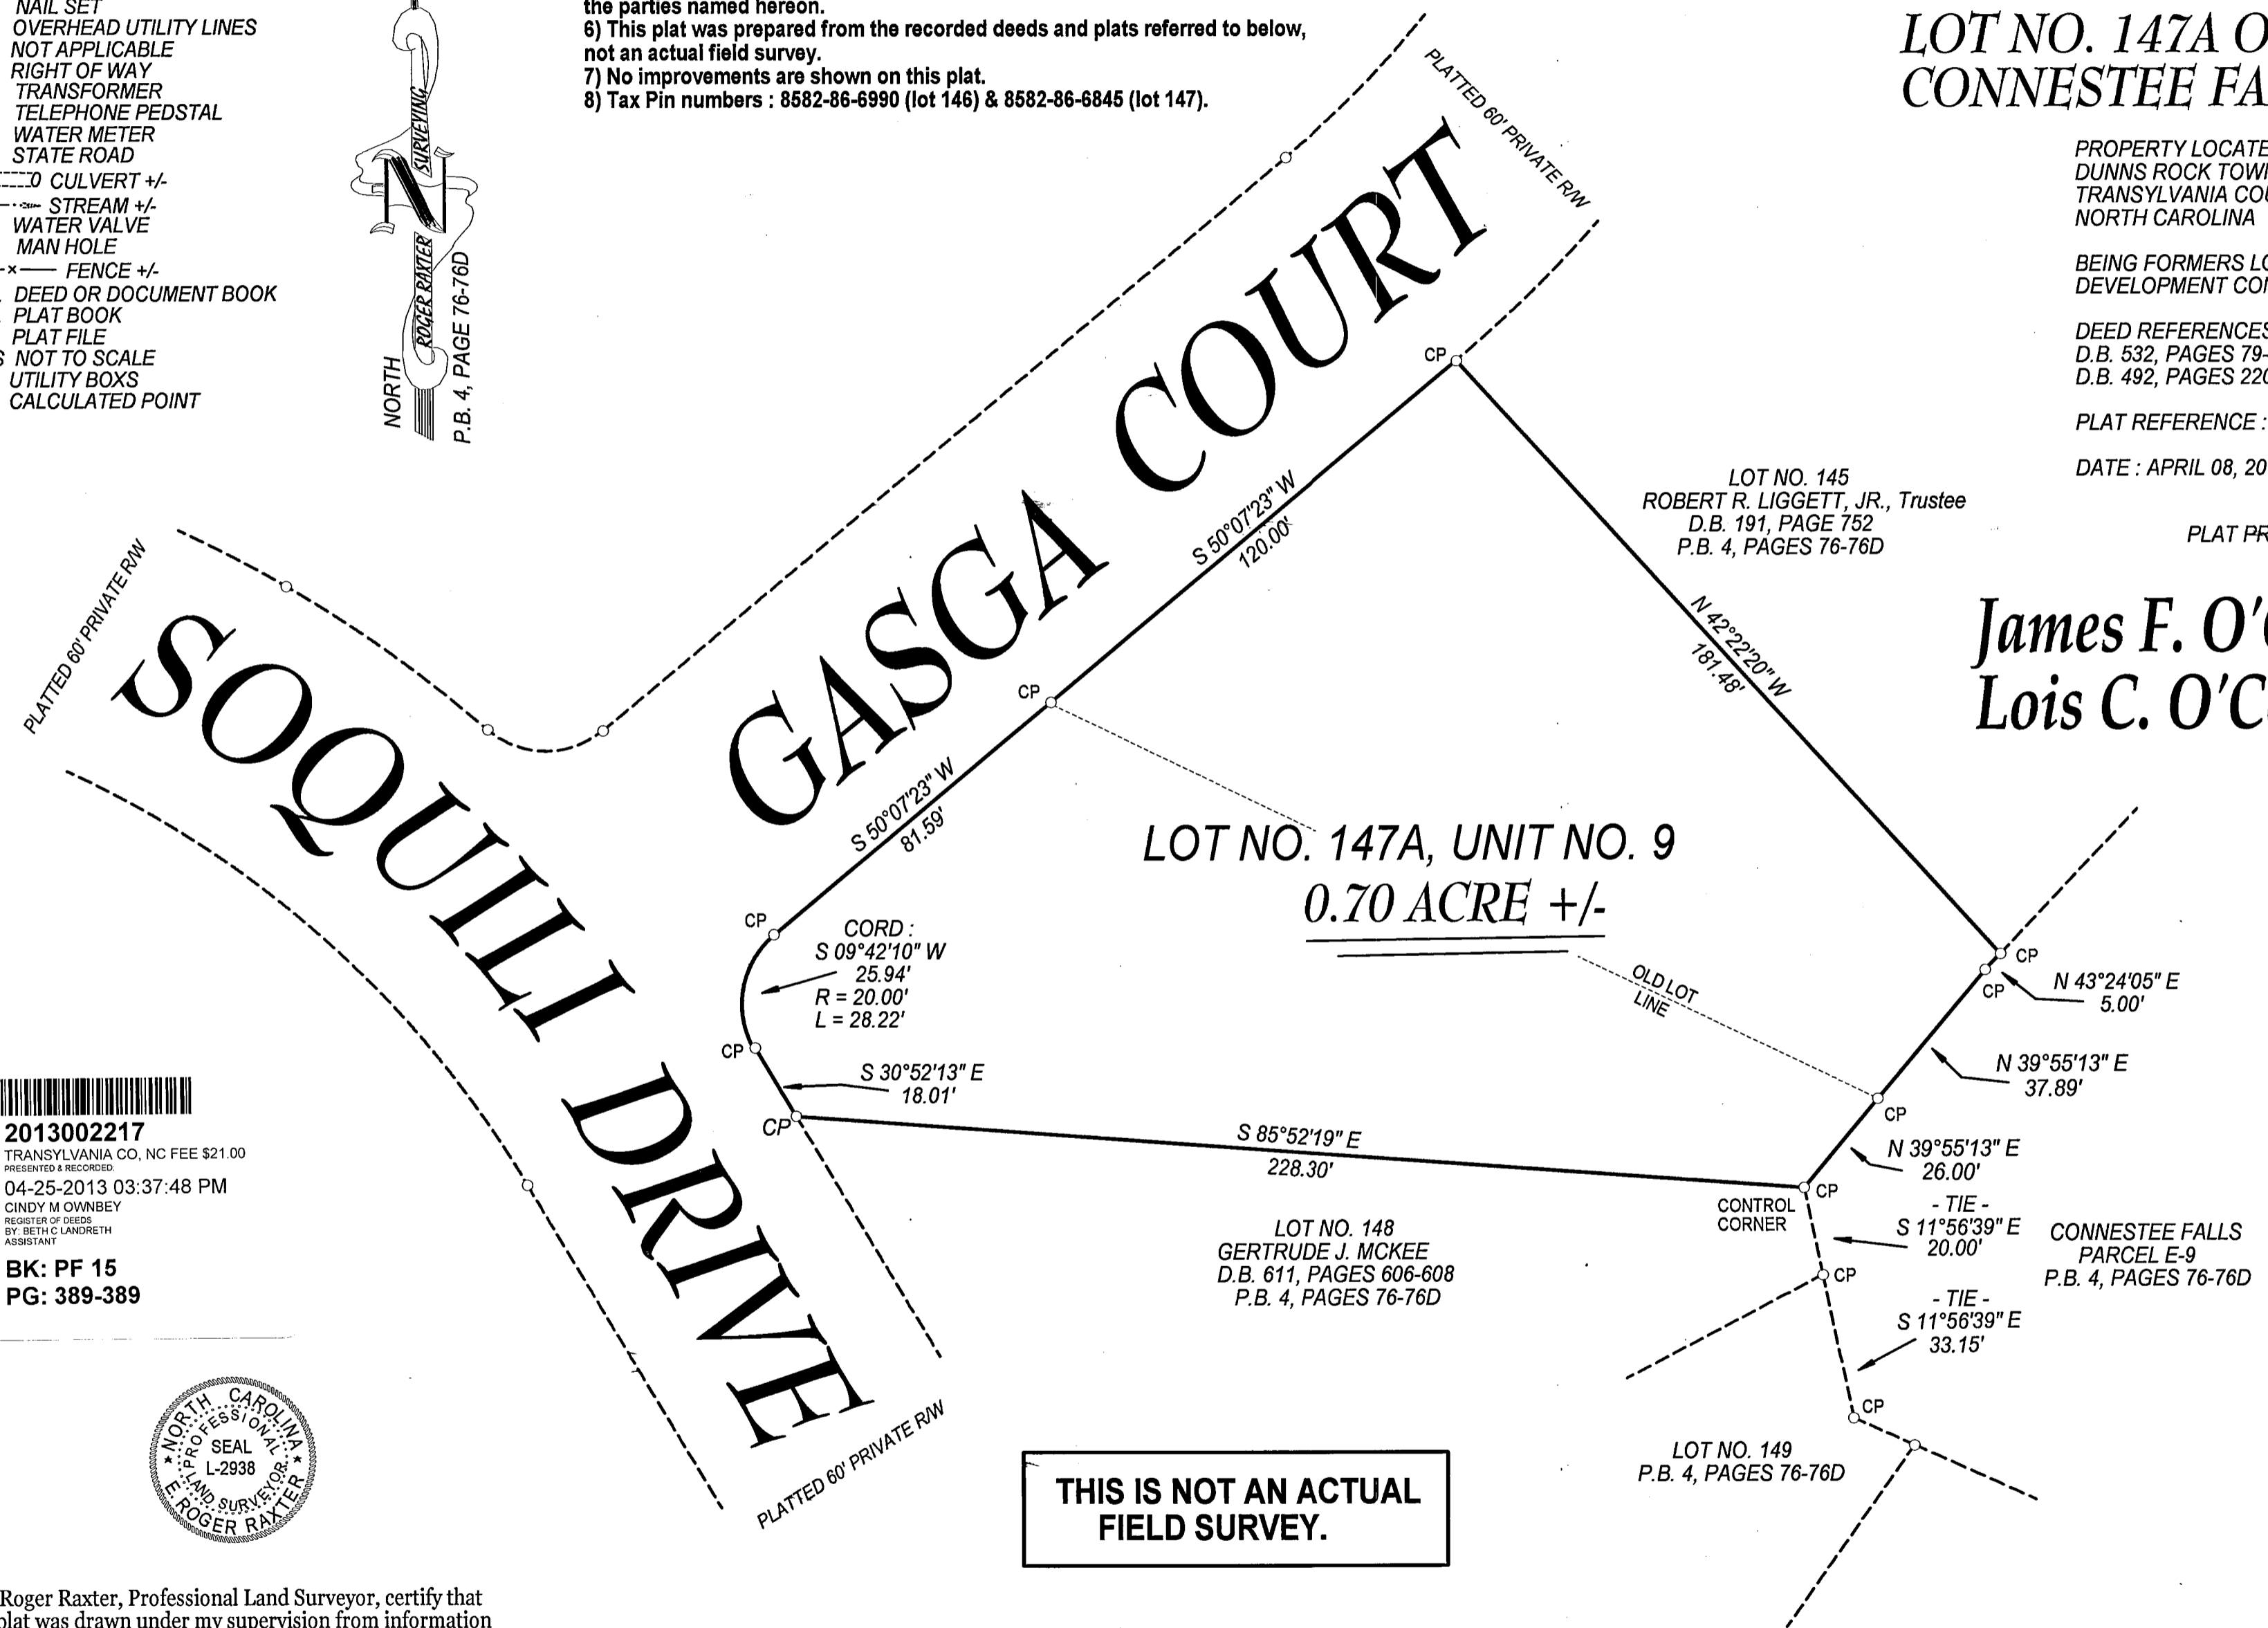 NAIL SET
OVERHEAD UTILITY LINES
NOT APPLICABLE
RIGHT OF WAY
TRANSFORMER
TELEPHONE PEDSTAL
WATER METER
STATE ROAD
CULVERT +/-
STREAM +/-
WATER VALVE
MAN HOLE
FENCE +/-
DEED OR DOCUMENT BOOK
PLAT BOOK
PLAT FILE
NOT TO SCALE
UTILITY BOXS
CALCULATED POINT
N
ROGER RAXTER
SURVEYING
NORTH
P.B. 4, PAGE 76-76D
the parties named hereon.
6) This plat was prepared from the recorded deeds and plats referred to below,
not an actual field survey.
7) No improvements are shown on this plat.
8) Tax Pin numbers : 8582-86-6990 (lot 146) & 8582-86-6845 (lot 147).
LOT NO. 147A O
CONNESTEE FA
PROPERTY LOCATE
DUNNS ROCK TOW
TRANSYLVANIA CO
NORTH CAROLINA
BEING FORMERS LO
DEVELOPMENT CO
DEED REFERENCES
D.B. 532, PAGES 79-
D.B. 492, PAGES 220
PLAT REFERENCE :
DATE : APRIL 08, 20
PLAT PR
James F. O'
Lois C. O'C
PLATTED 60' PRIVATE R/W
GASGA COURT
PLATTED 60' PRIVATE R/W
SOQUILI DRIVE
PLATTED 60' PRIVATE R/W
CP
S 50°07'23" W
120.00'
LOT NO. 145
ROBERT R. LIGGETT, JR., Trustee
D.B. 191, PAGE 752
P.B. 4, PAGES 76-76D
N 42°22'20" W
181.48'
CP
S 50°07'23" W
81.59'
LOT NO. 147A, UNIT NO. 9
0.70 ACRE +/-
CP
CORD :
S 09°42'10" W
25.94'
R = 20.00'
L = 28.22'
CP
S 30°52'13" E
18.01'
CP
OLD LOT
LINE
CP
CP
N 43°24'05" E
5.00'
N 39°55'13" E
37.89'
CP
N 39°55'13" E
26.00'
S 85°52'19" E
228.30'
CP
CONTROL
CORNER
- TIE -
S 11°56'39" E
20.00'
CP
CONNESTEE FALLS
PARCEL E-9
P.B. 4, PAGES 76-76D
- TIE -
S 11°56'39" E
33.15'
CP
LOT NO. 148
GERTRUDE J. MCKEE
D.B. 611, PAGES 606-608
P.B. 4, PAGES 76-76D
LOT NO. 149
P.B. 4, PAGES 76-76D
THIS IS NOT AN ACTUAL
FIELD SURVEY.
2013002217
TRANSYLVANIA CO, NC FEE $21.00
PRESENTED & RECORDED:
04-25-2013 03:37:48 PM
CINDY M OWNBEY
REGISTER OF DEEDS
BY: BETH C LANDRETH
ASSISTANT
BK: PF 15
PG: 389-389
NORTH CAROLINA
PROFESSIONAL
SEAL
L-2938
LAND SURVEYOR
E. ROGER RAXTER
Roger Raxter, Professional Land Surveyor, certify that
plat was drawn under my supervision from information